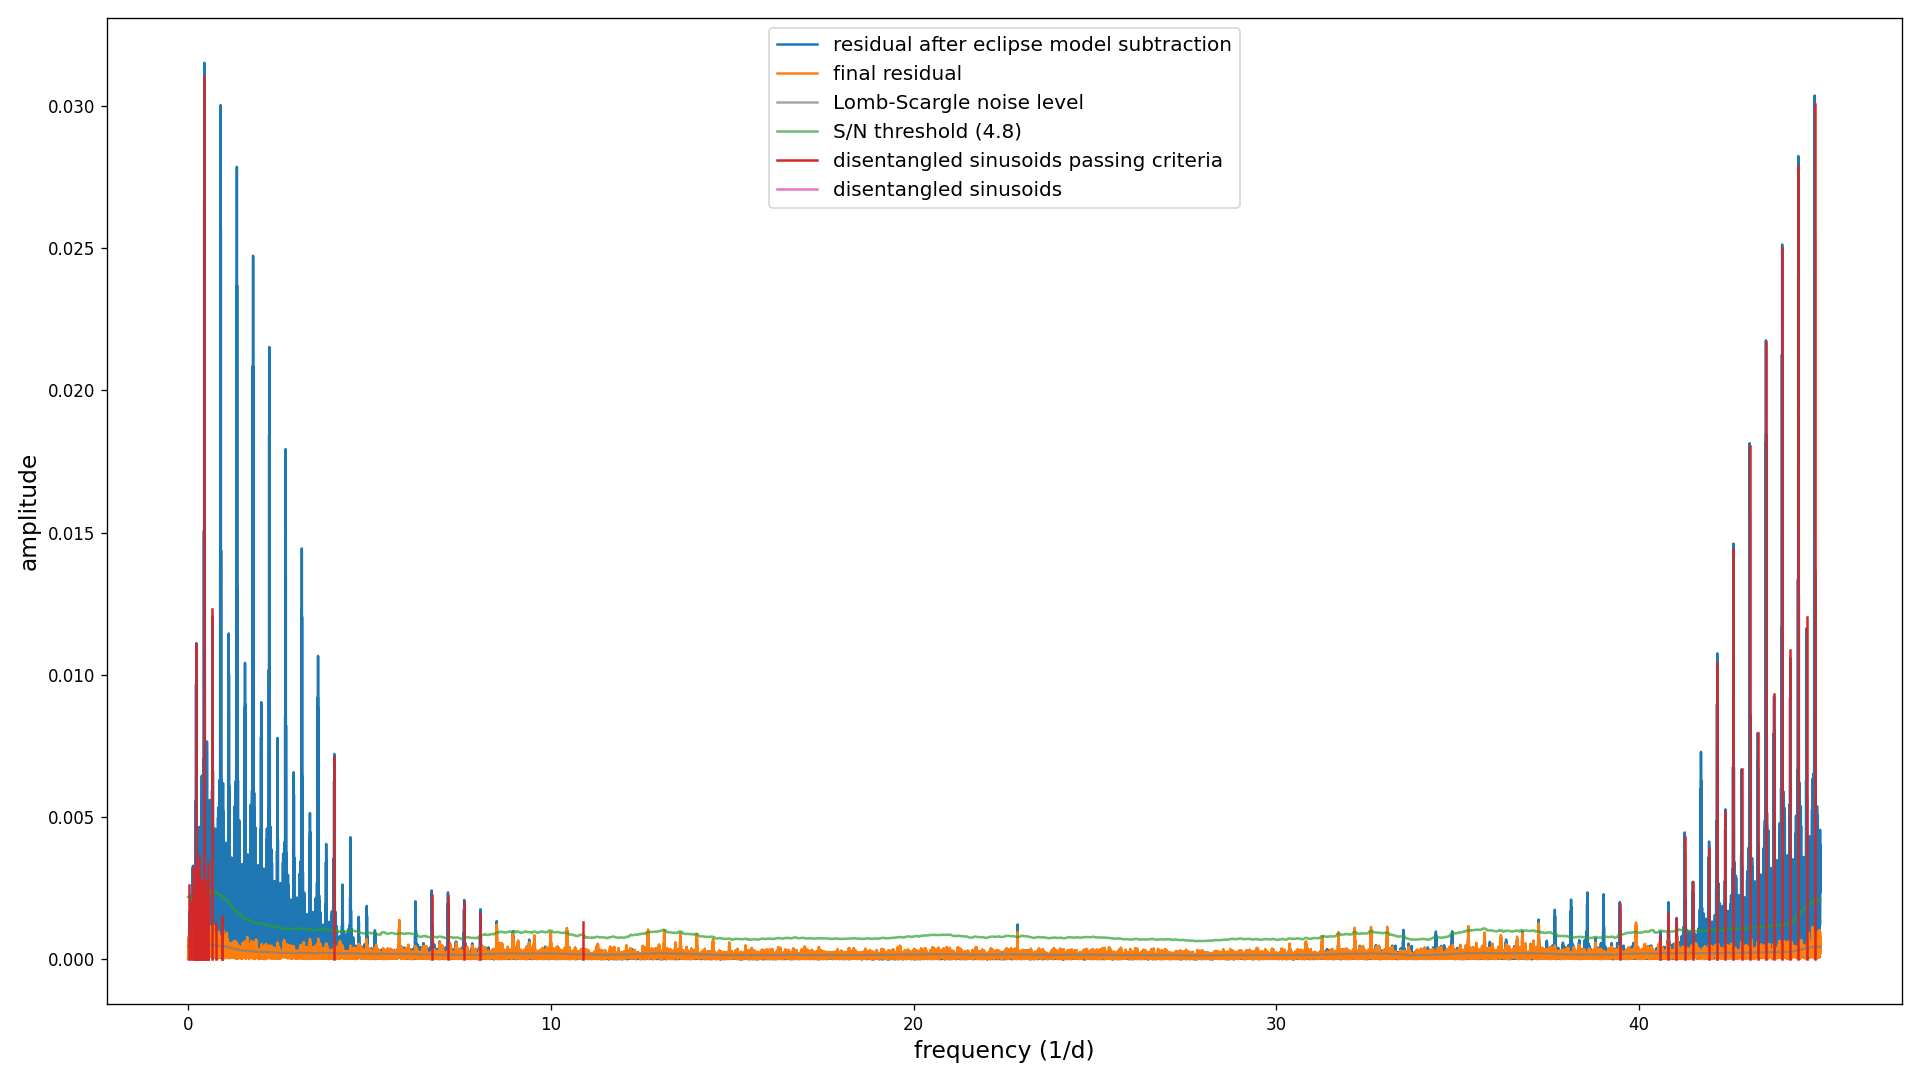 residual after eclipse model subtraction
final residual
Lomb-Scargle noise level
S/N threshold (4.8)
disentangled sinusoids passing criteria
disentangled sinusoids
0.030
0.025
0.020
0.015
0.010
0.005
0.000
amplitude
0 10 20 30 40
frequency (1/d)